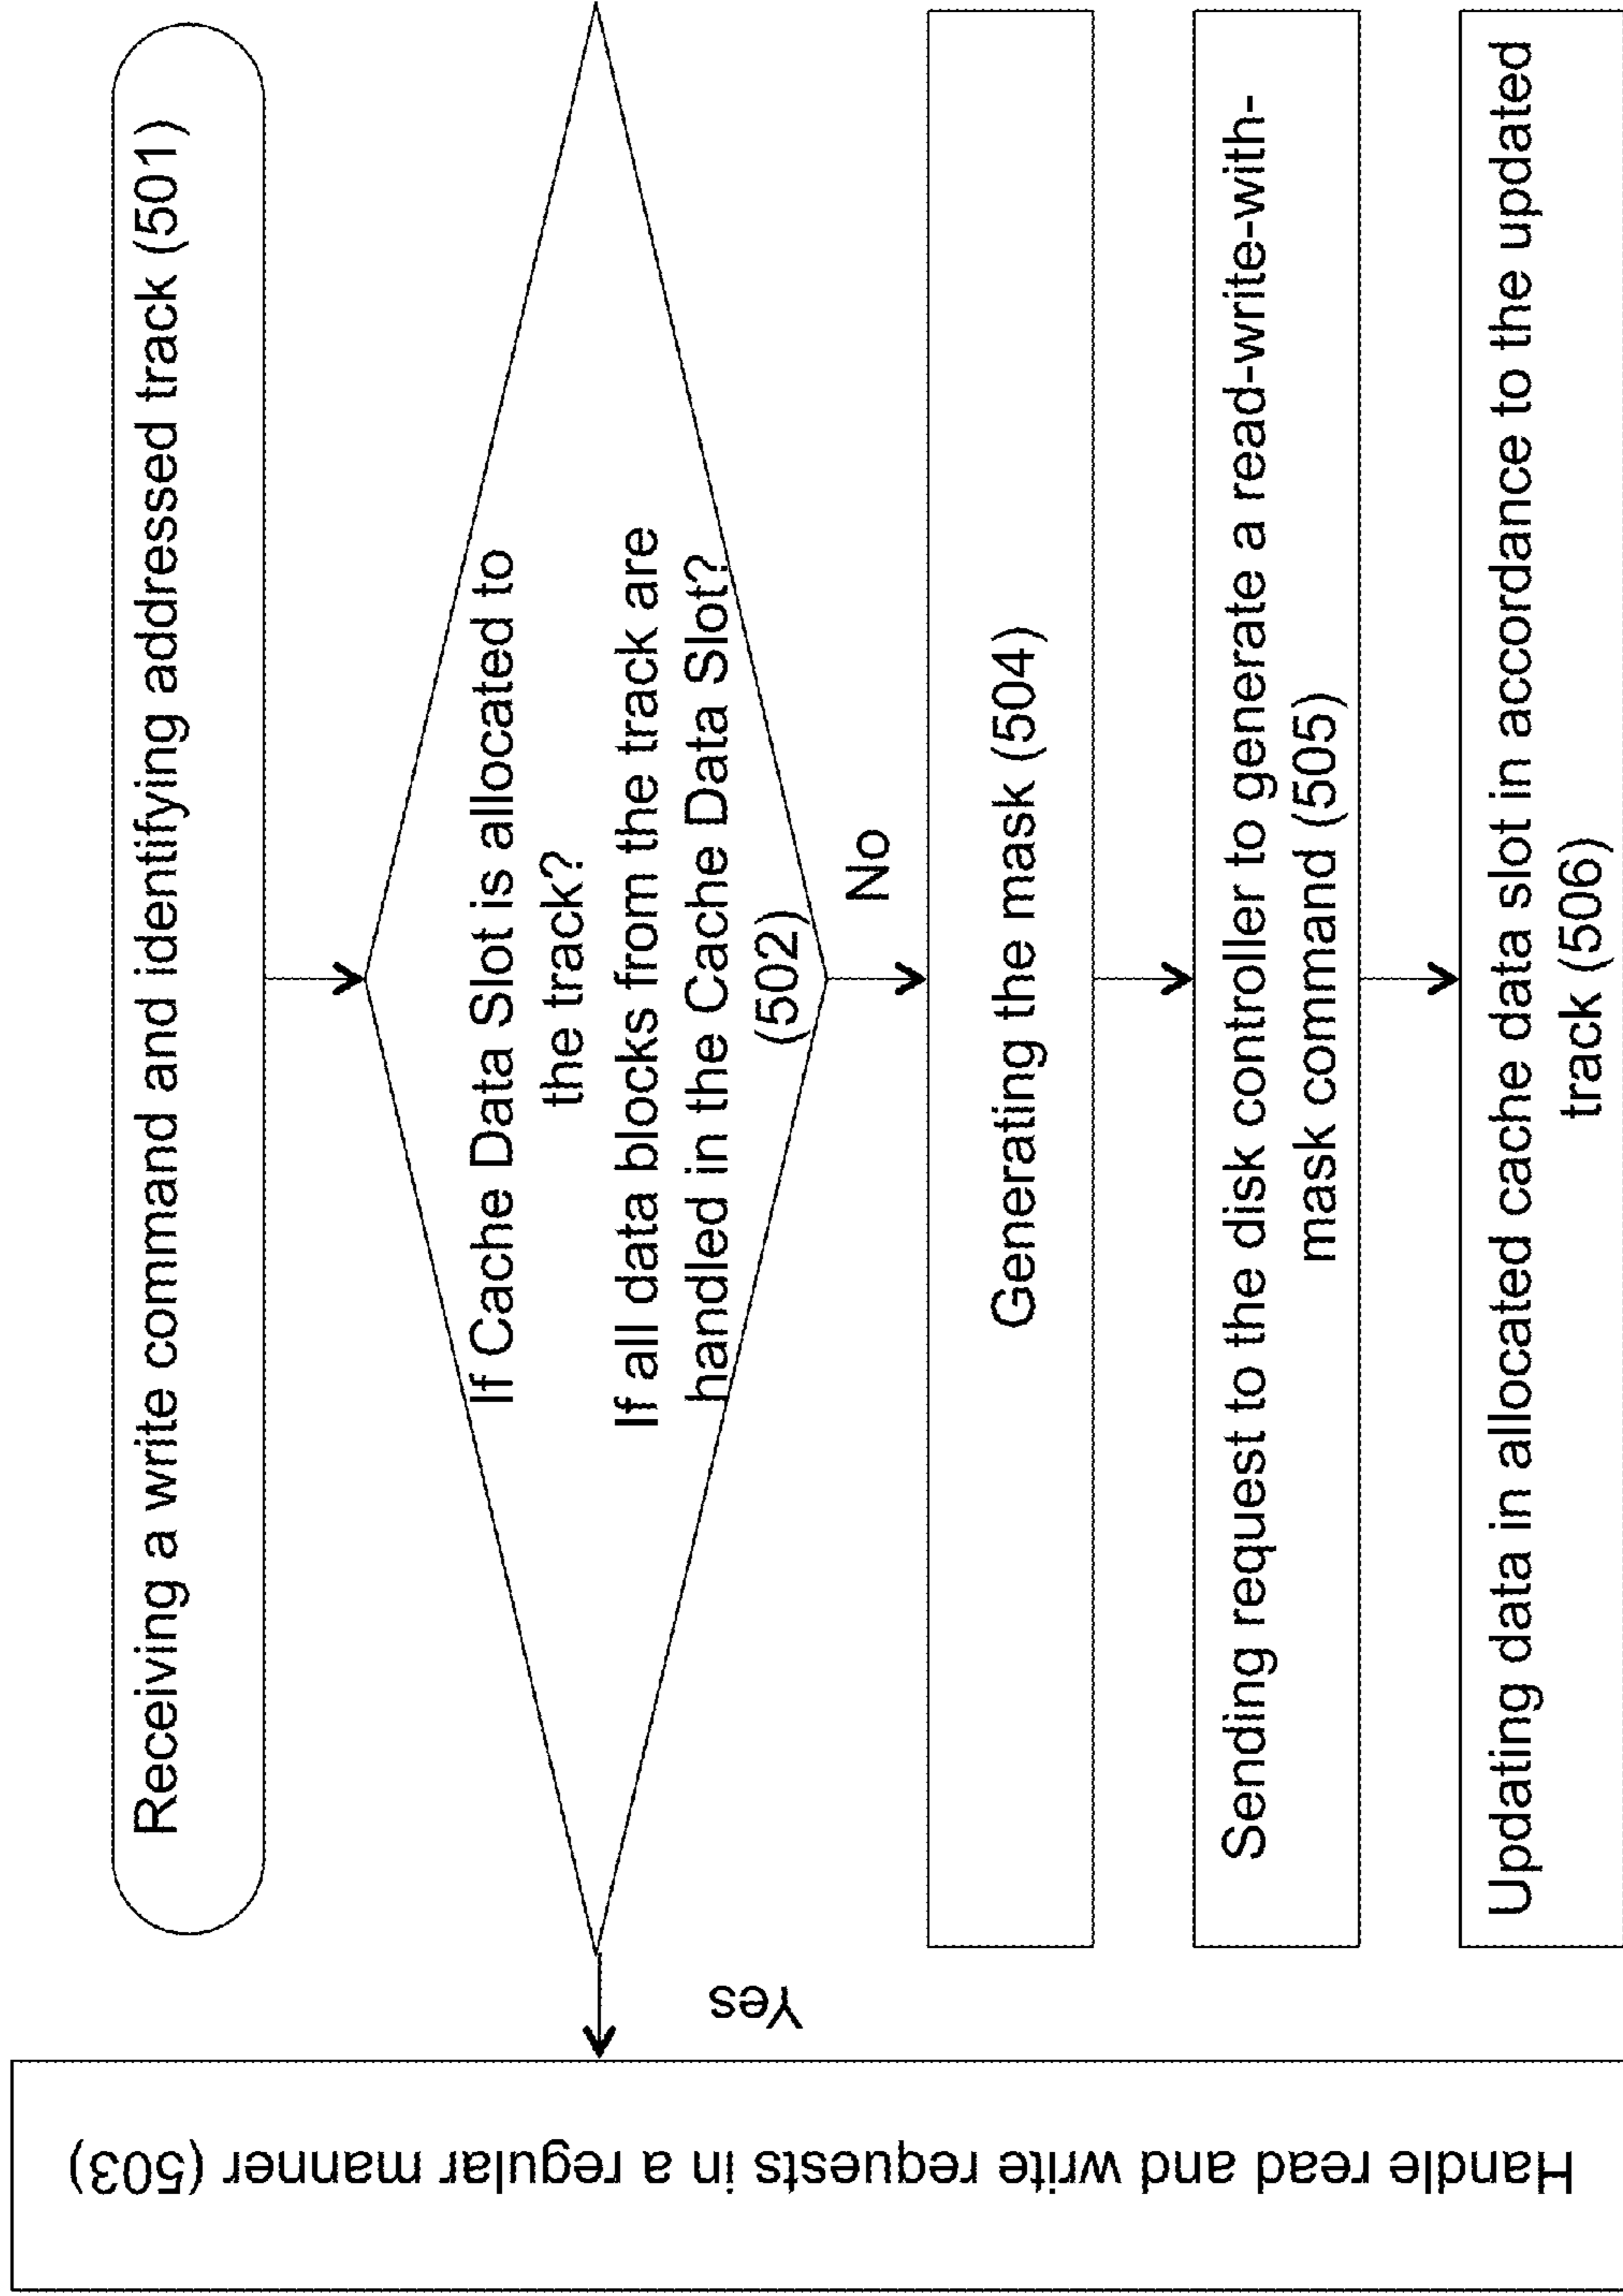 Receiving a write command and identifying addressed track (501)
If Cache Data Slot is allocated to
the track?
If all data blocks from the track are
handled in the Cache Data Slot?
(502)
Yes
Handle read and write requests in a regular manner (503)
No
Generating the mask (504)
Sending request to the disk controller to generate a read-write-with-
mask command (505)
Updating data in allocated cache data slot in accordance to the updated
track (506)